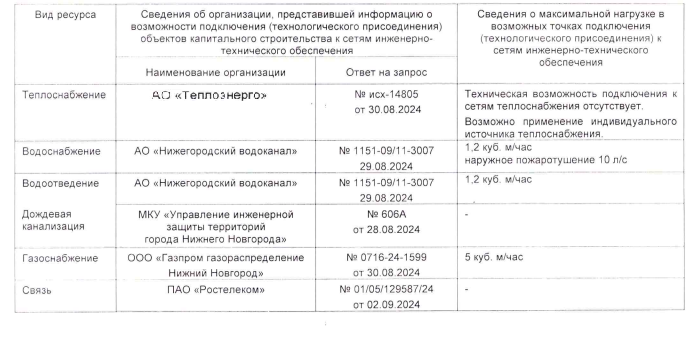 Вид ресурса
Сведения об организации, представившей информацию о
возможности подключения (технологического присоединения)
объектов капитального строительства к сетям инженерно-
технического обеспечения
Сведения о максимальной нагрузке в
возможных точках подключения
(технологического присоединения) к
сетям инженерно-технического
обеспечения
Наименование организации
Ответ на запрос
Теплоснабжение
АО «Теплоэнерго»
№ исх-14805
от 30.08.2024
Техническая возможность подключения к
сетям теплоснабжения отсутствует.
Возможно применение индивидуального
источника теплоснабжения.
Водоснабжение
АО «Нижегородский водоканал»
№ 1151-09/11-3007
29.08.2024
1,2 куб. м/час
наружное пожаротушение 10 л/с
Водоотведение
АО «Нижегородский водоканал»
№ 1151-09/11-3007
29.08.2024
1,2 куб. м/час
Дождевая
канализация
МКУ «Управление инженерной
защиты территорий
города Нижнего Новгорода»
№ 606А
от 28.08.2024
-
Газоснабжение
ООО «Газпром газораспределение
Нижний Новгород»
№ 0716-24-1599
от 30.08.2024
5 куб. м/час
Связь
ПАО «Ростелеком»
№ 01/05/129587/24
от 02.09.2024
-